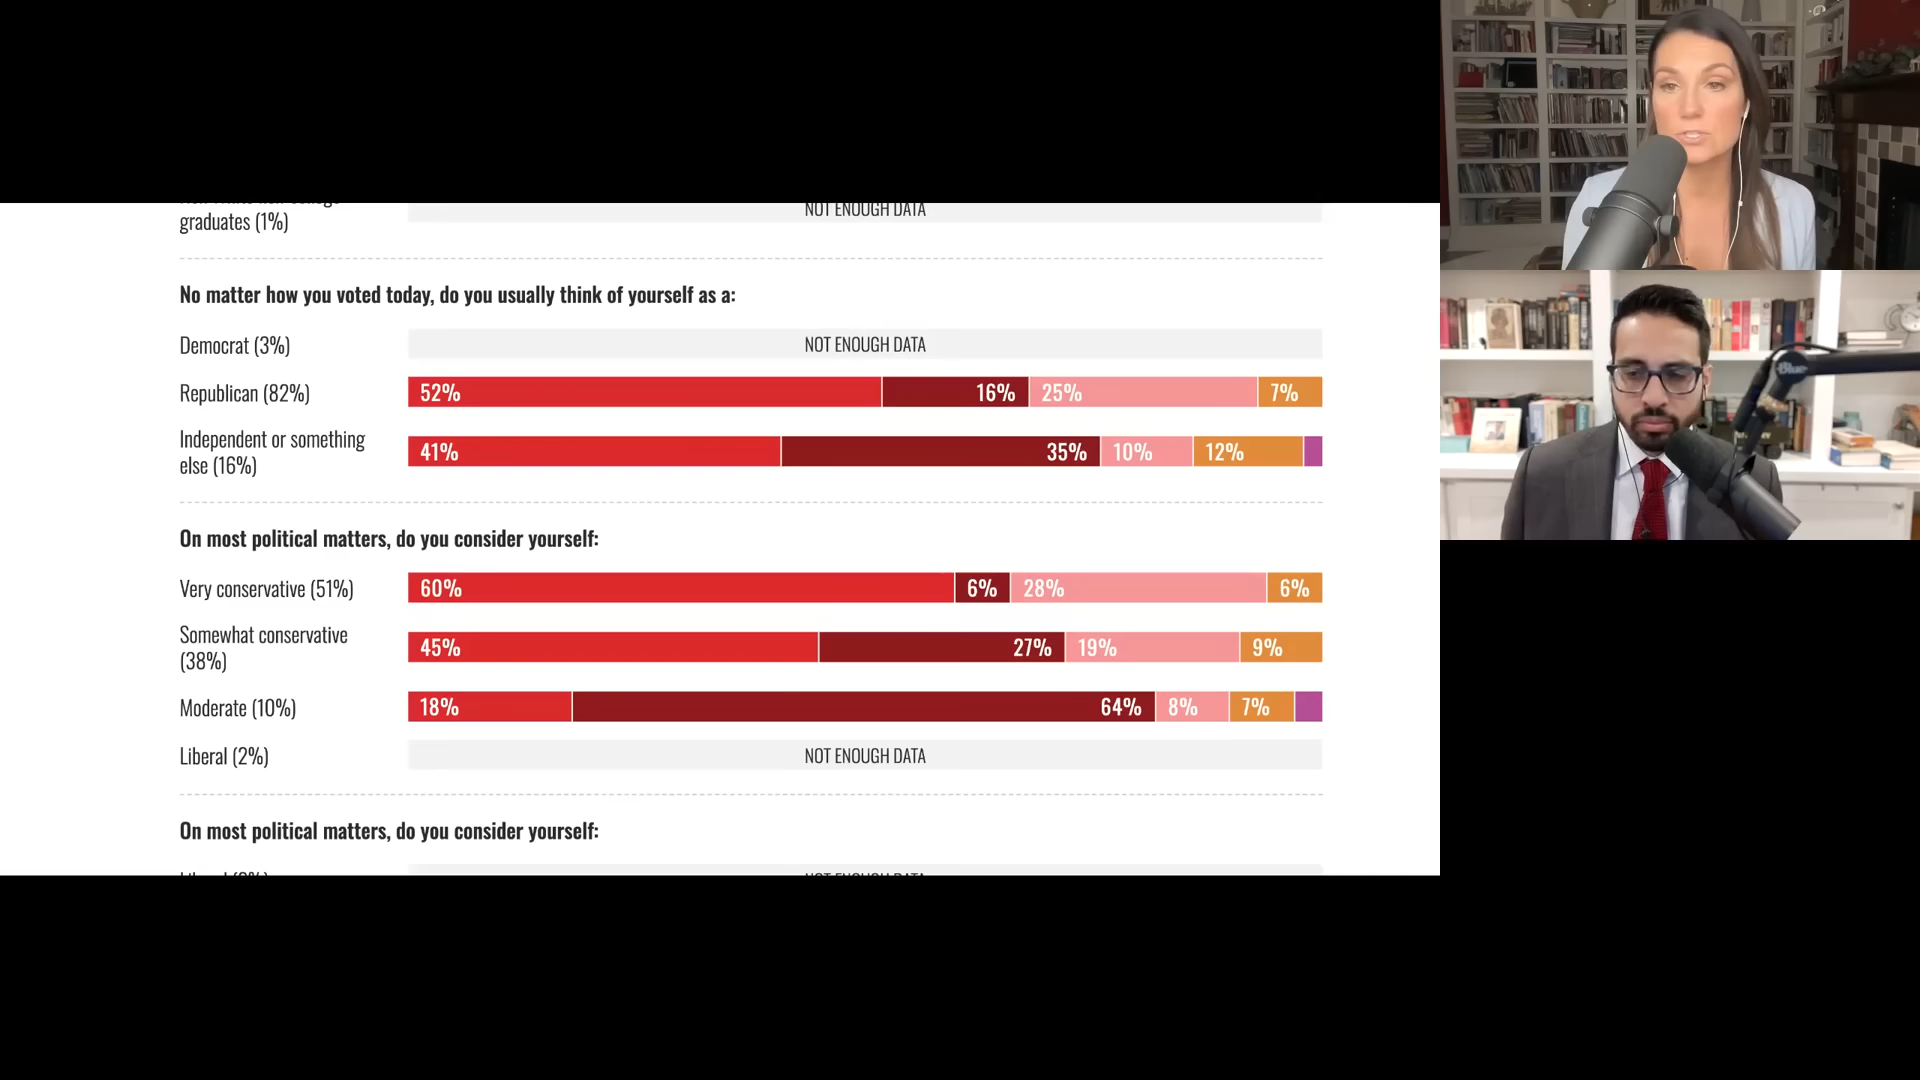 graduates (1%)
NOT ENOUGH DATA
No matter how you voted today, do you usually think of yourself as a:
Democrat (3%)
NOT ENOUGH DATA
Republican (82%)
52% 16% 25% 7%
Independent or something
else (16%)
41% 35% 10% 12%
On most political matters, do you consider yourself:
Very conservative (51%)
60% 6% 28% 6%
Somewhat conservative
(38%)
45% 27% 19% 9%
Moderate (10%)
18% 64% 8% 7%
Liberal (2%)
NOT ENOUGH DATA
On most political matters, do you consider yourself:
NOT ENOUGH DATA
Blue